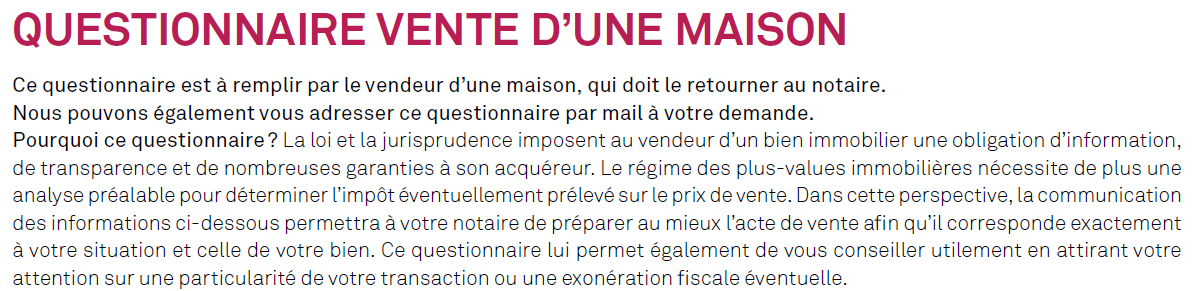 QUESTIONNAIRE VENTE D’UNE MAISON
Ce questionnaire est à remplir par le vendeur d’une maison, qui doit le retourner au notaire.
Nous pouvons également vous adresser ce questionnaire par mail à votre demande.
Pourquoi ce questionnaire ? La loi et la jurisprudence imposent au vendeur d’un bien immobilier une obligation d’information,
de transparence et de nombreuses garanties à son acquéreur. Le régime des plus-values immobilières nécessite de plus une
analyse préalable pour déterminer l’impôt éventuellement prélevé sur le prix de vente. Dans cette perspective, la communication
des informations ci-dessous permettra à votre notaire de préparer au mieux l’acte de vente afin qu’il corresponde exactement
à votre situation et celle de votre bien. Ce questionnaire lui permet également de vous conseiller utilement en attirant votre
attention sur une particularité de votre transaction ou une exonération fiscale éventuelle.